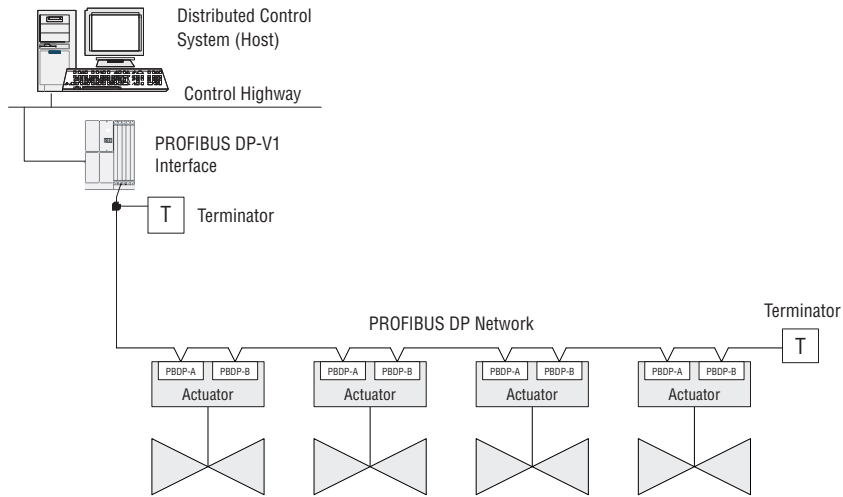 Distributed Control
System (Host)
Control Highway
PROFIBUS DP-V1
Interface
T
Terminator
Terminator
T
PROFIBUS DP Network
PBDP-A PBDP-B PBDP-A PBDP-B PBDP-A PBDP-B PBDP-A PBDP-B
Actuator Actuator Actuator Actuator